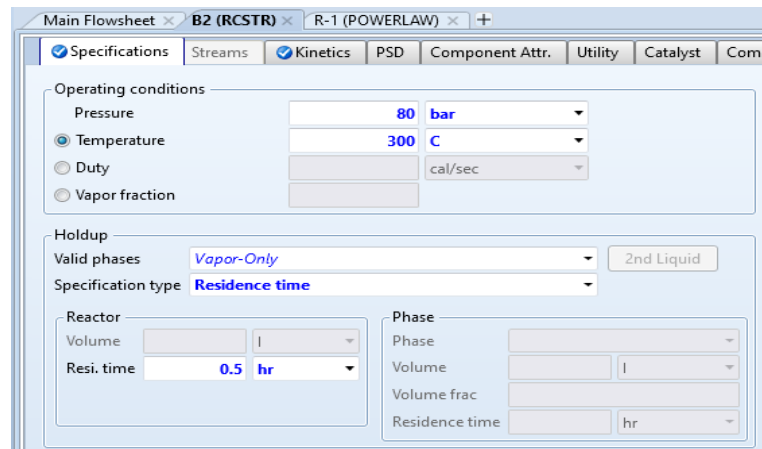 Main Flowsheet × B2 (RCSTR) × R-1 (POWERLAW) × +
Specifications Streams Kinetics PSD Component Attr. Utility Catalyst Com
Operating conditions
Pressure 80 bar
Temperature 300 C
Duty cal/sec
Vapor fraction
Holdup
Valid phases Vapor-Only 2nd Liquid
Specification type Residence time
Reactor
Volume l
Resi. time 0.5 hr
Phase
Phase
Volume l
Volume frac
Residence time hr